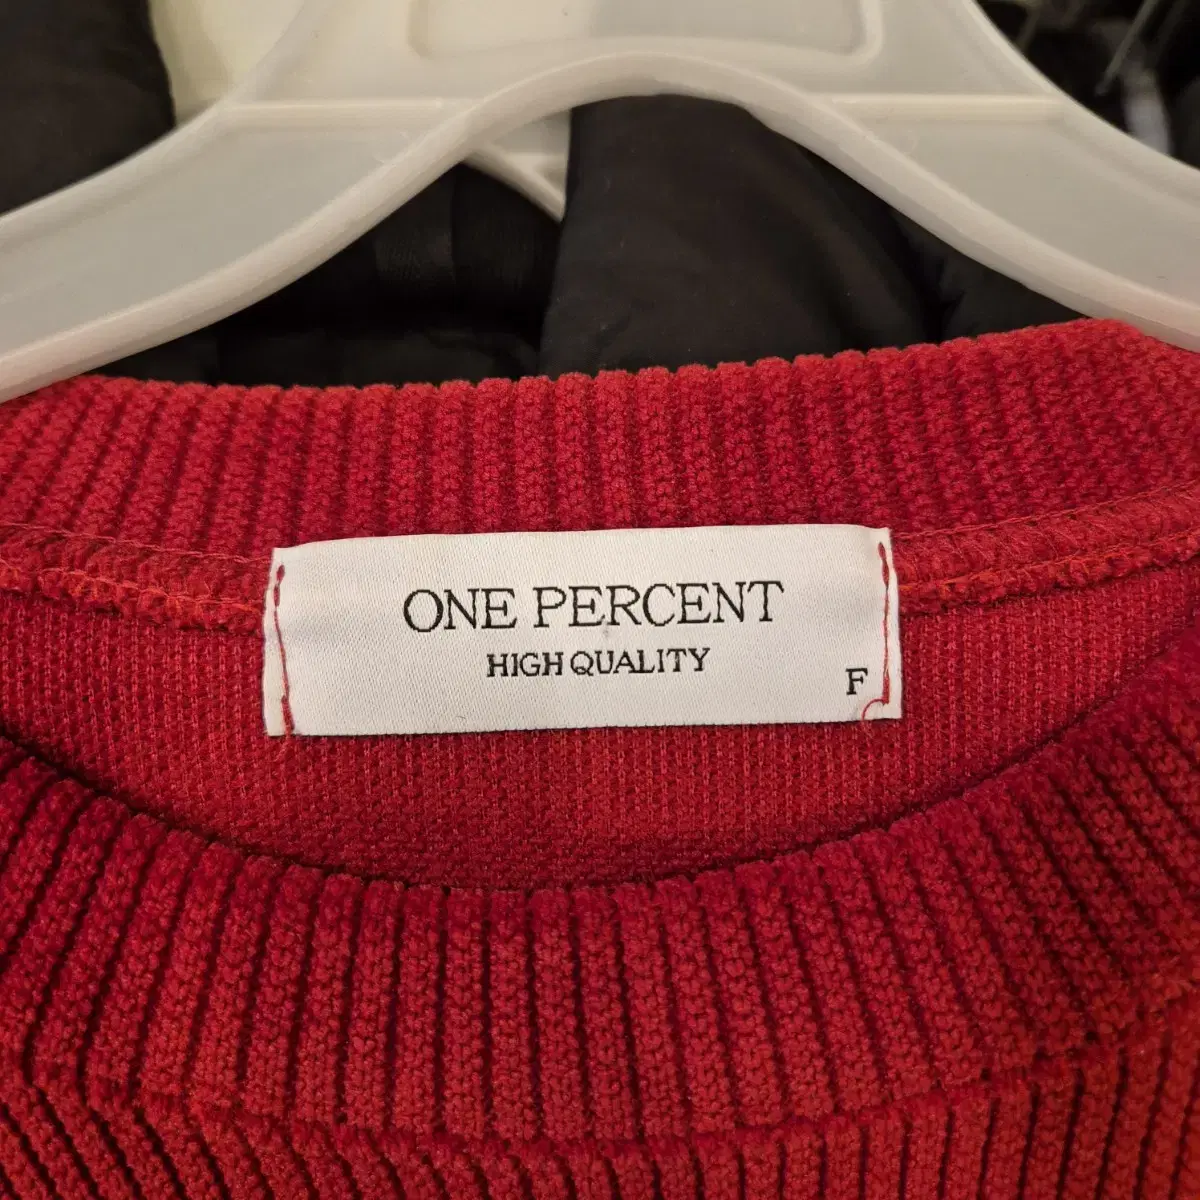 ONE PERCENT
HIGH QUALITY
F